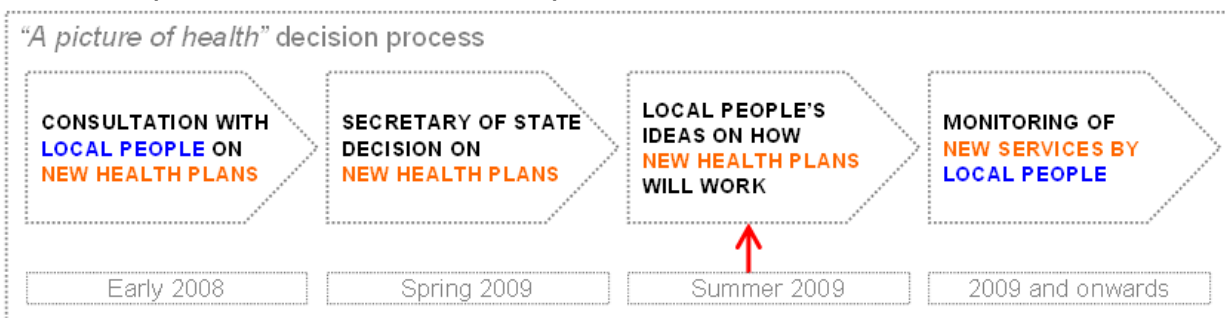 "A picture of health" decision process
CONSULTATION WITH
LOCAL PEOPLE ON
NEW HEALTH PLANS
SECRETARY OF STATE
DECISION ON
NEW HEALTH PLANS
LOCAL PEOPLE'S
IDEAS ON HOW
NEW HEALTH PLANS
WILL WORK
MONITORING OF
NEW SERVICES BY
LOCAL PEOPLE
Early 2008
Spring 2009
Summer 2009
2009 and onwards